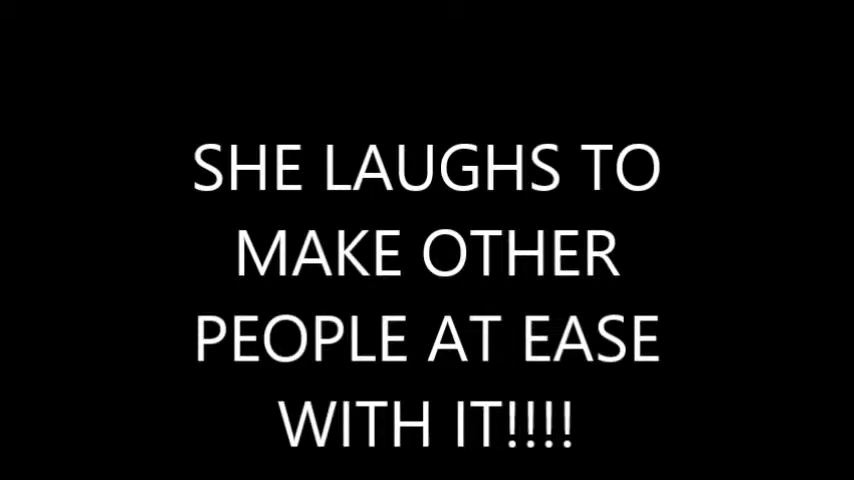 SHE LAUGHS TO
MAKE OTHER
PEOPLE AT EASE
WITH IT!!!!